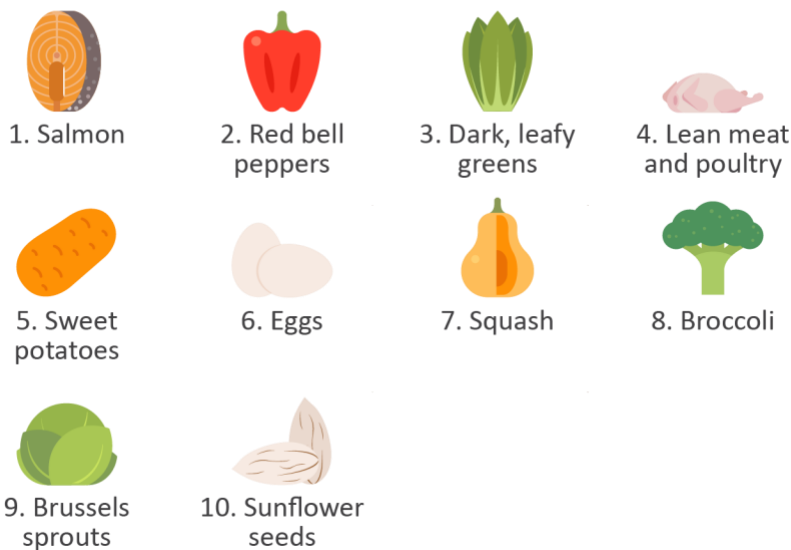 1. Salmon
2. Red bell
peppers
3. Dark, leafy
greens
4. Lean meat
and poultry
5. Sweet
potatoes
6. Eggs
7. Squash
8. Broccoli
9. Brussels
sprouts
10. Sunflower
seeds